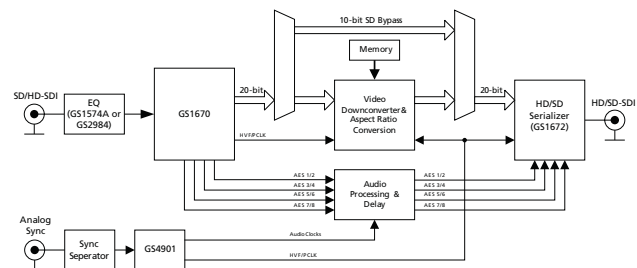 10-bit SD Bypass
Memory
SD/HD-SDI
EQ
(GS1574A or
GS2984)
GS1670
20-bit
Video
Downconverter&
Aspect Ratio
Conversion
20-bit
HD/SD
Serializer
(GS1672)
HD/SD-SDI
HVF/PCLK
AES 1/2
AES 3/4
AES 5/6
AES 7/8
Audio
Processing &
Delay
AES 1/2
AES 3/4
AES 5/6
AES 7/8
Analog
Sync
Sync
Seperator
GS4901
AudioClocks
HVF/PCLK